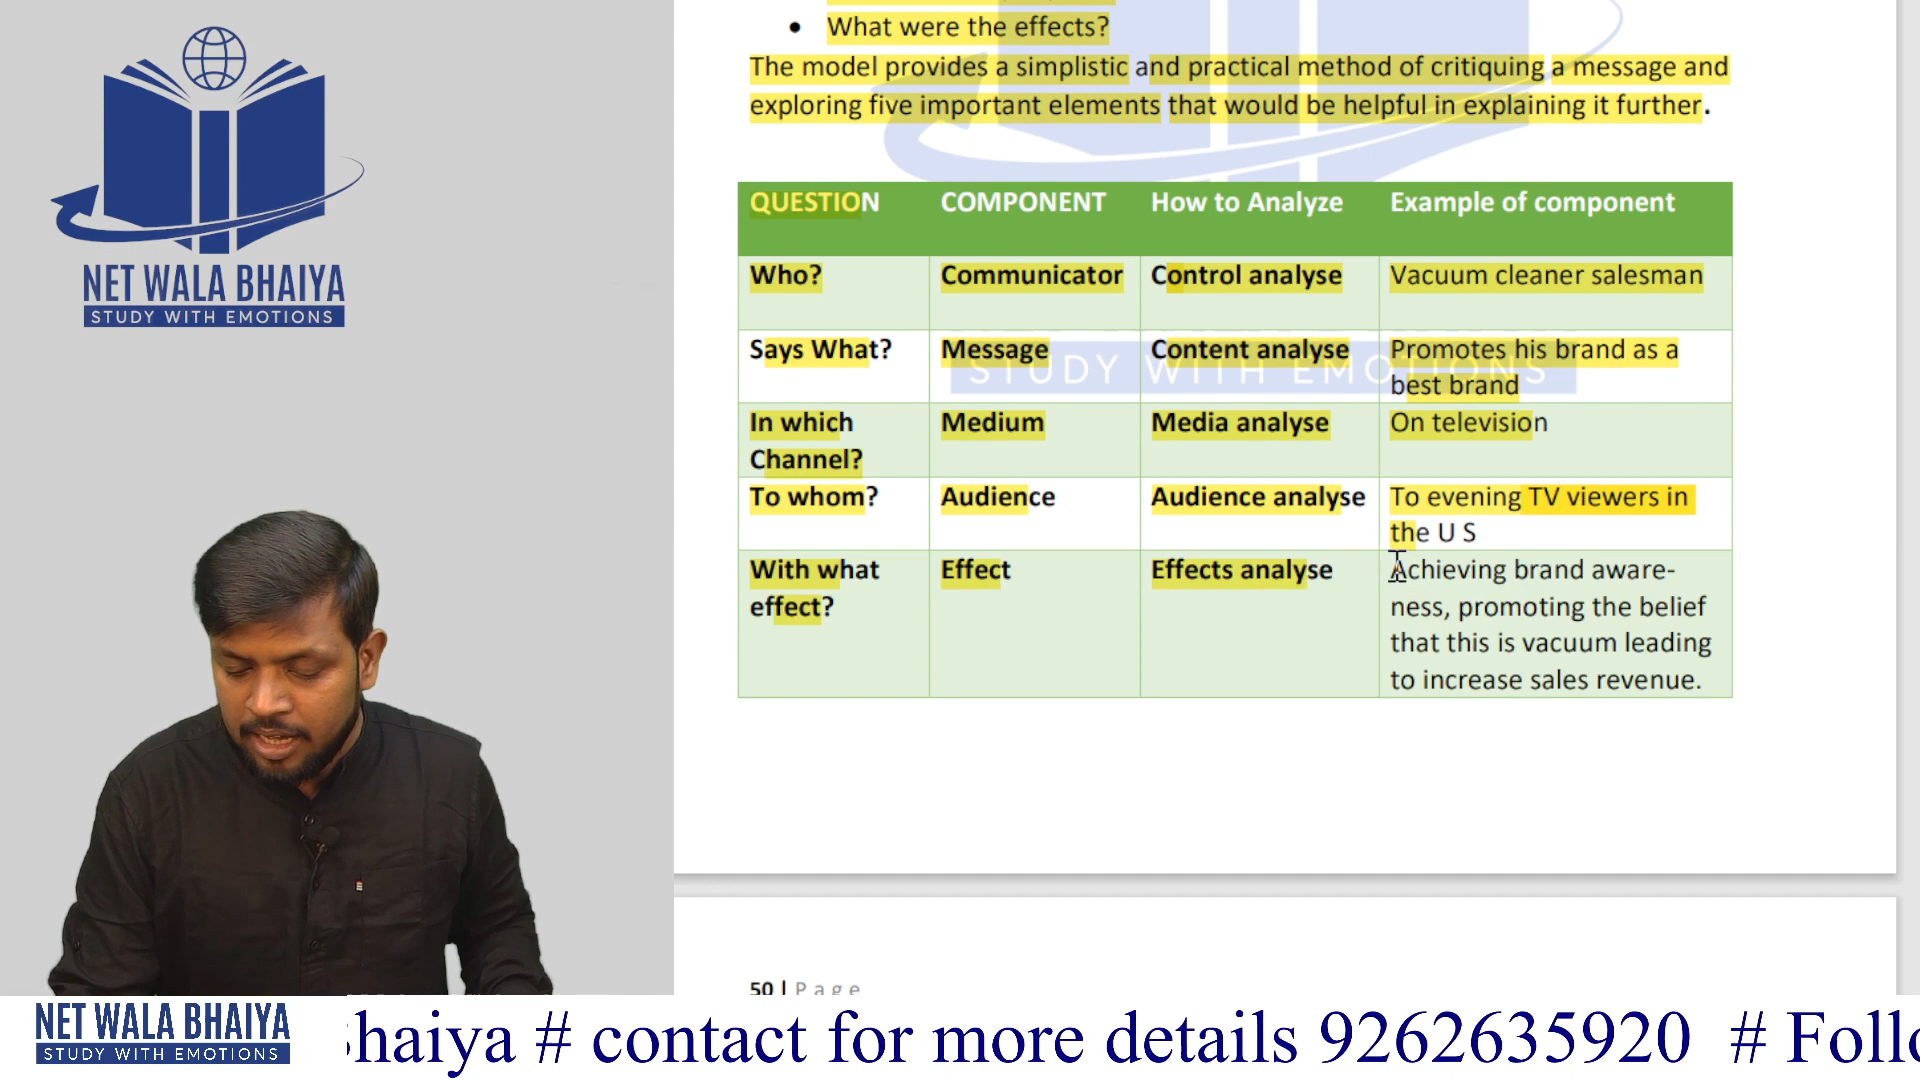 NET WALA BHAIYA
STUDY WITH EMOTIONS
• What were the effects?
The model provides a simplistic and practical method of critiquing a message and
exploring five important elements that would be helpful in explaining it further.
QUESTION COMPONENT How to Analyze Example of component
Who? Communicator Control analyse Vacuum cleaner salesman
Says What? Message Content analyse Promotes his brand as a
best brand
In which Medium Media analyse On television
Channel?
To whom? Audience Audience analyse To evening TV viewers in
the U S
With what Effect Effects analyse Achieving brand aware-
effect? ness, promoting the belief
that this is vacuum leading
to increase sales revenue.
STUDY WITH EMOTIONS
50 | Page
NET WALA BHAIYA
STUDY WITH EMOTIONS
haiya # contact for more details 9262635920 # Follo